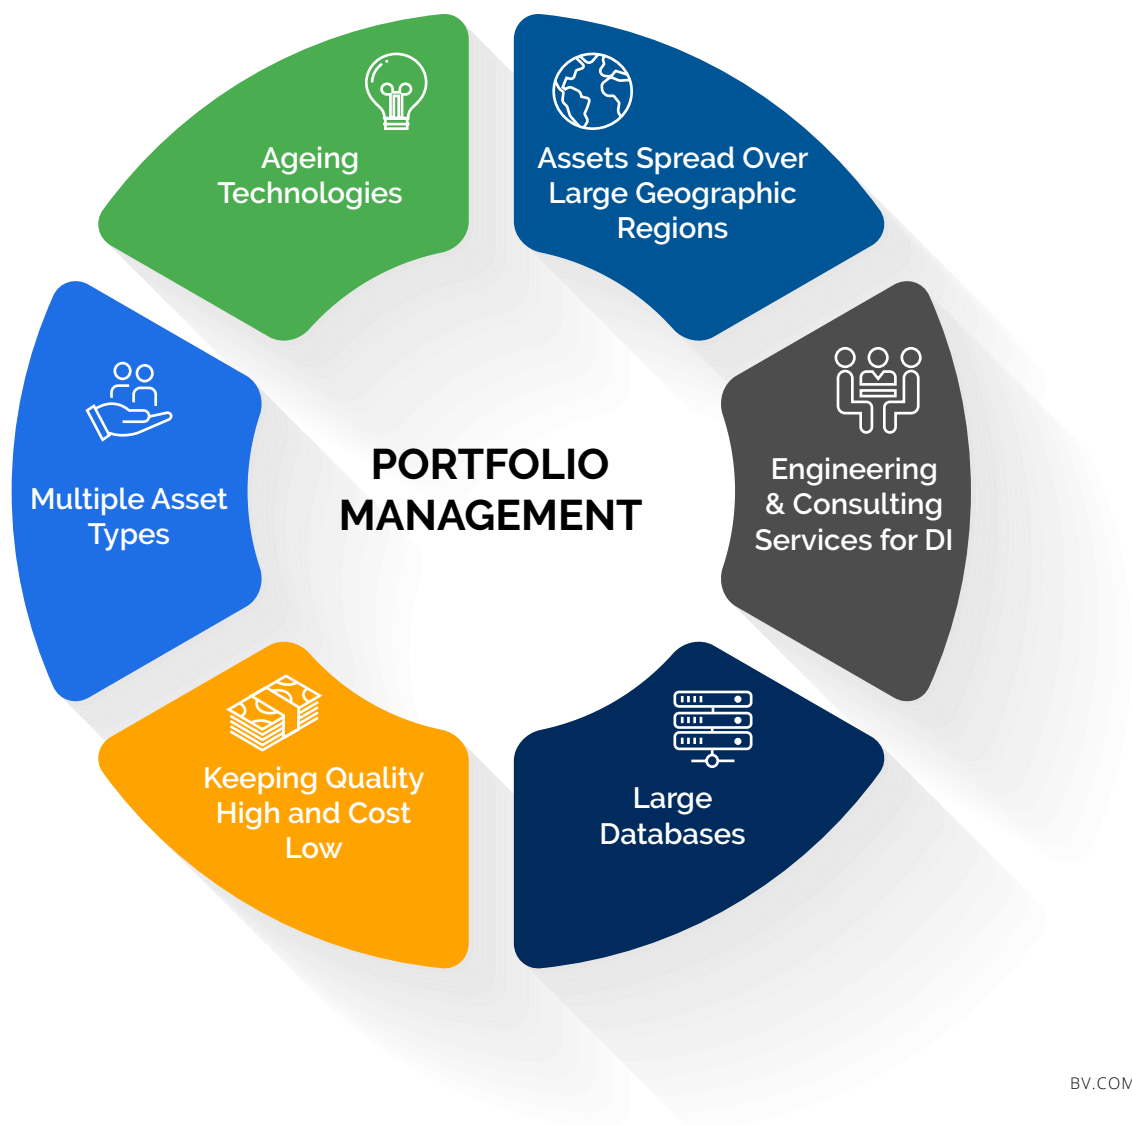 Ageing
Technologies
Assets Spread Over
Large Geographic
Regions
Multiple Asset
Types
PORTFOLIO
MANAGEMENT
Engineering
& Consulting
Services for DI
Keeping Quality
High and Cost
Low
Large
Databases
BV.COM